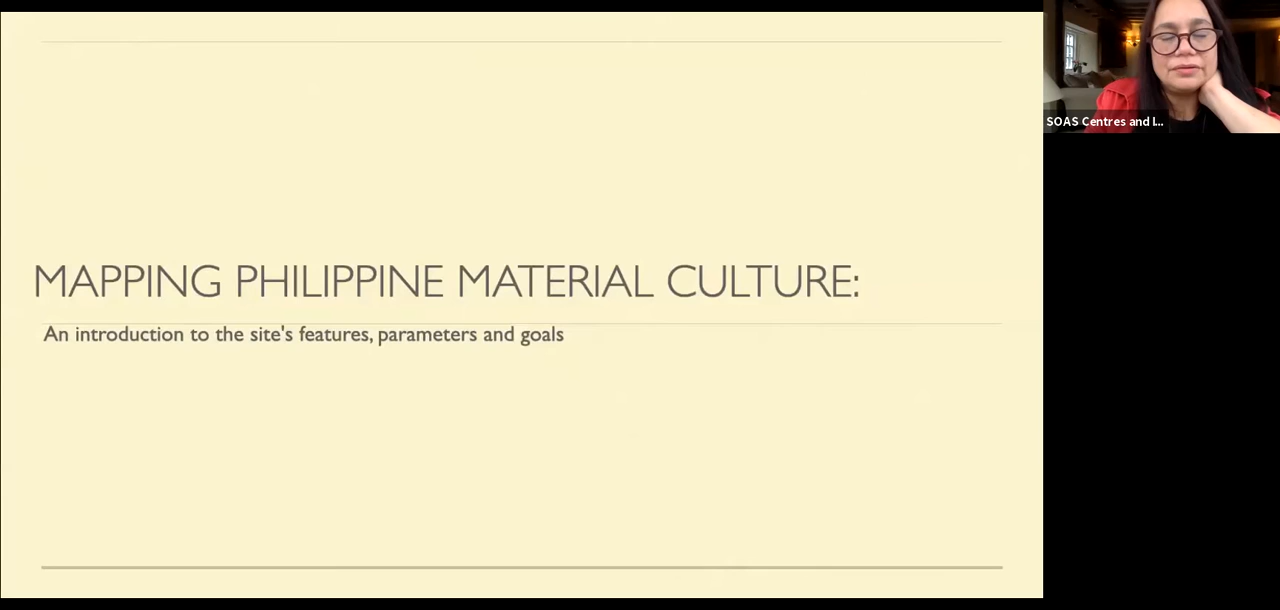 MAPPING PHILIPPINE MATERIAL CULTURE:
An introduction to the site's features, parameters and goals
SOAS Centres and I...